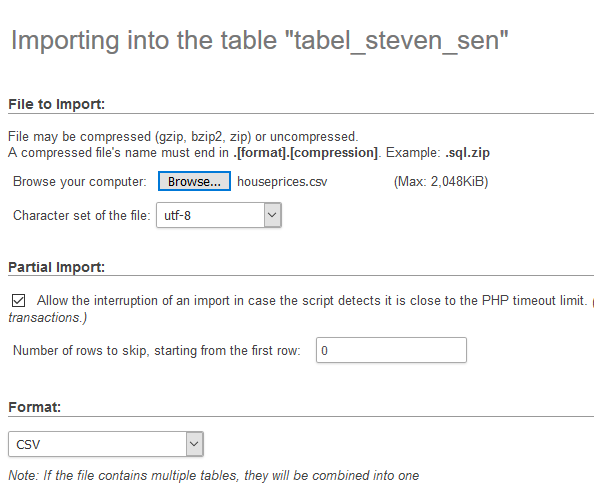 Importing into the table "tabel_steven_sen"
File to Import:
File may be compressed (gzip, bzip2, zip) or uncompressed.
A compressed file's name must end in .[format].[compression]. Example: .sql.zip
Browse your computer: Browse... houseprices.csv (Max: 2,048KiB)
Character set of the file: utf-8
Partial Import:
Allow the interruption of an import in case the script detects it is close to the PHP timeout limit. (
transactions.)
Number of rows to skip, starting from the first row: 0
Format:
CSV
Note: If the file contains multiple tables, they will be combined into one